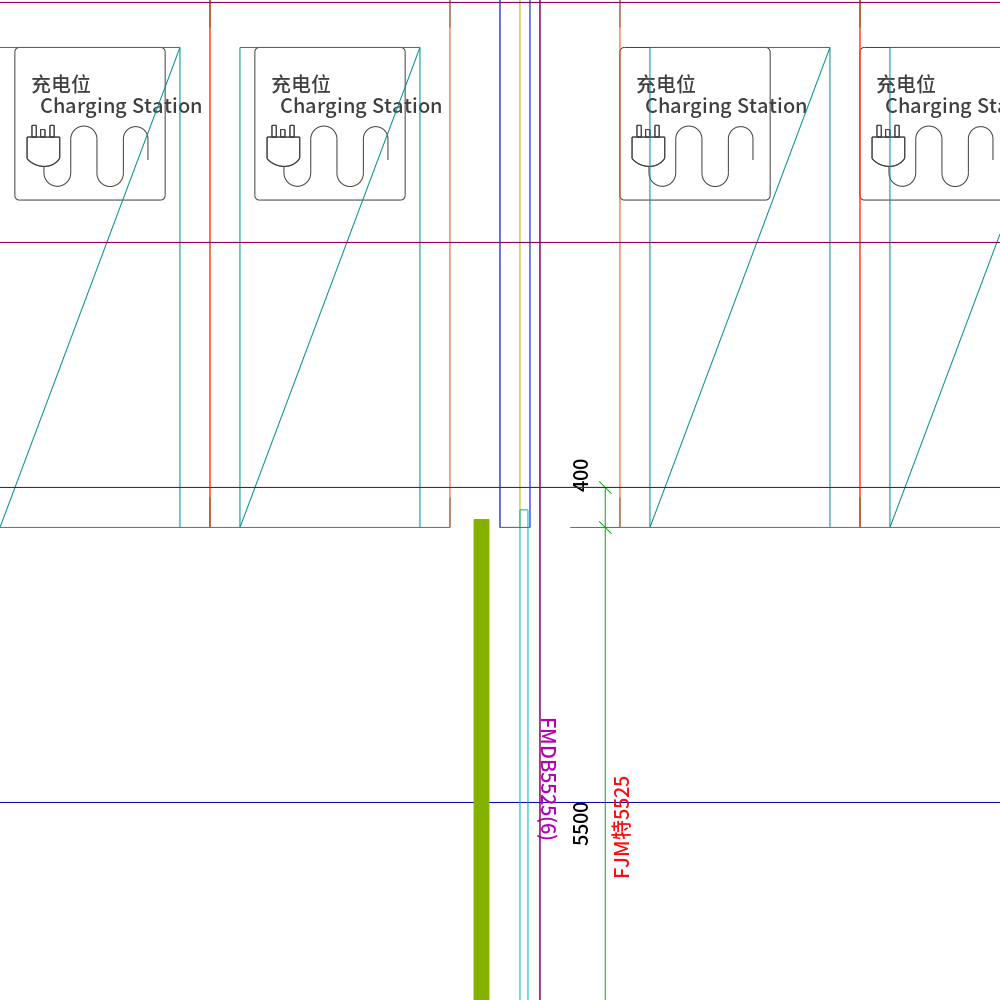 充电位
Charging Station
充电位
Charging Station
充电位
Charging Station
充电位
Charging Sta
400
FMDB5525(6)
5500
FJM特5525